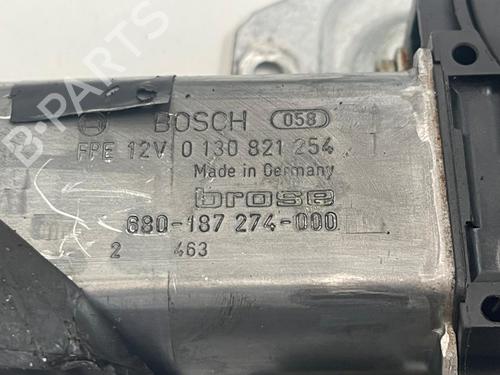 BOSCH 058
FPE 12V 0 130 821 254
Made in Germany
brose
680-187 274-000
2 463
B-PARTS